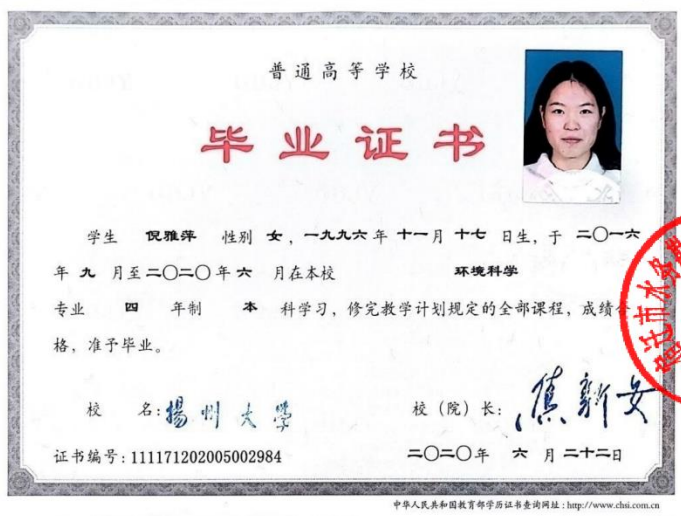 普通高等学校
毕业证书
学生 倪雅萍 性别 女，一九九六年 十一月 十七 日生，于 二〇一六
年 九 月至二〇二〇年 六 月在本校 环境科学
专业 四 年制 本 科学习，修完教学计划规定的全部课程，成绩合
格，准予毕业。
校 名：揚州大學 校（院）长：焦新安
证书编号：111171202005002984 二〇二〇年 六 月 二十二日
中华人民共和国教育部学历证书查询网址：http://www.chsi.com.cn
宿迁市水务